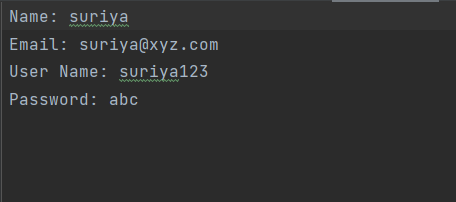 Name: suriya
Email: suriya@xyz.com
User Name: suriya123
Password: abc